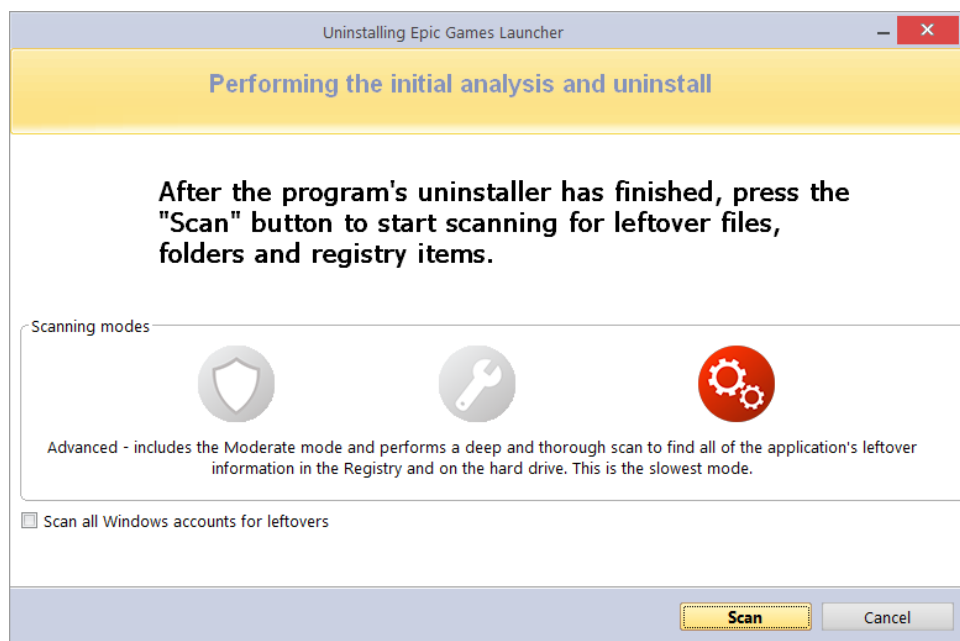 Uninstalling Epic Games Launcher
Performing the initial analysis and uninstall
After the program's uninstaller has finished, press the
"Scan" button to start scanning for leftover files,
folders and registry items.
Scanning modes
Advanced - includes the Moderate mode and performs a deep and thorough scan to find all of the application's leftover
information in the Registry and on the hard drive. This is the slowest mode.
Scan all Windows accounts for leftovers
Scan
Cancel